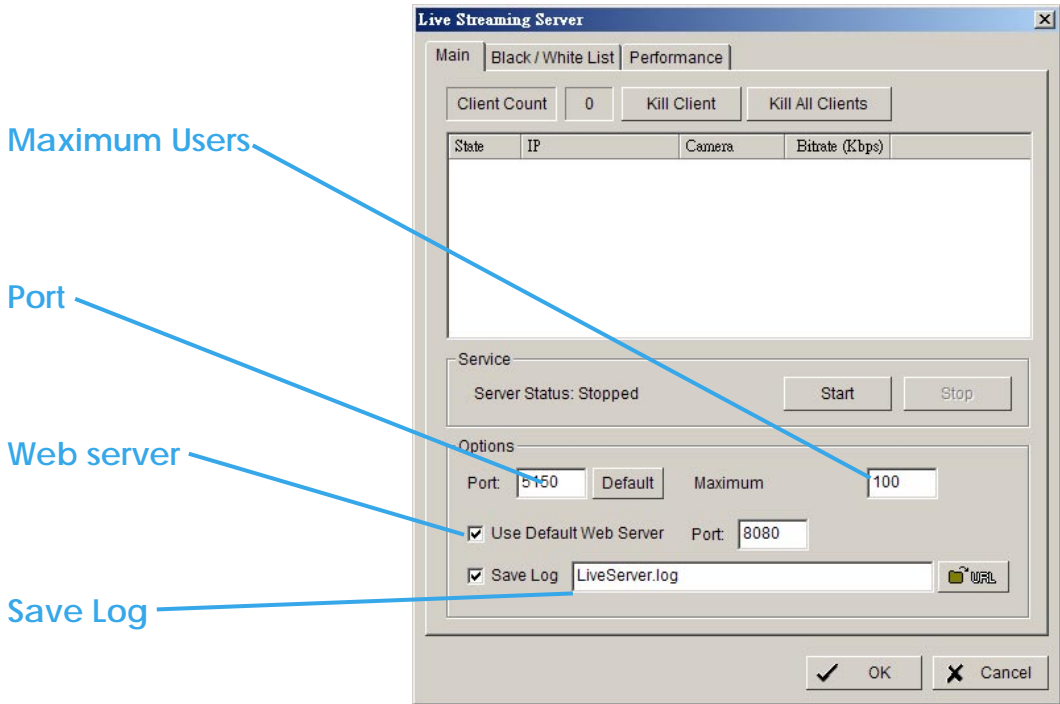 Live Streaming Server
Main Black / White List Performance
Client Count 0 Kill Client Kill All Clients
Maximum Users
State IP Camera Bitrate (Kbps)
Port
Service
Server Status: Stopped Start Stop
Web server
Options
Port: 5150 Default Maximum 100
Use Default Web Server Port: 8080
Save Log LiveServer.log URL
Save Log
OK Cancel